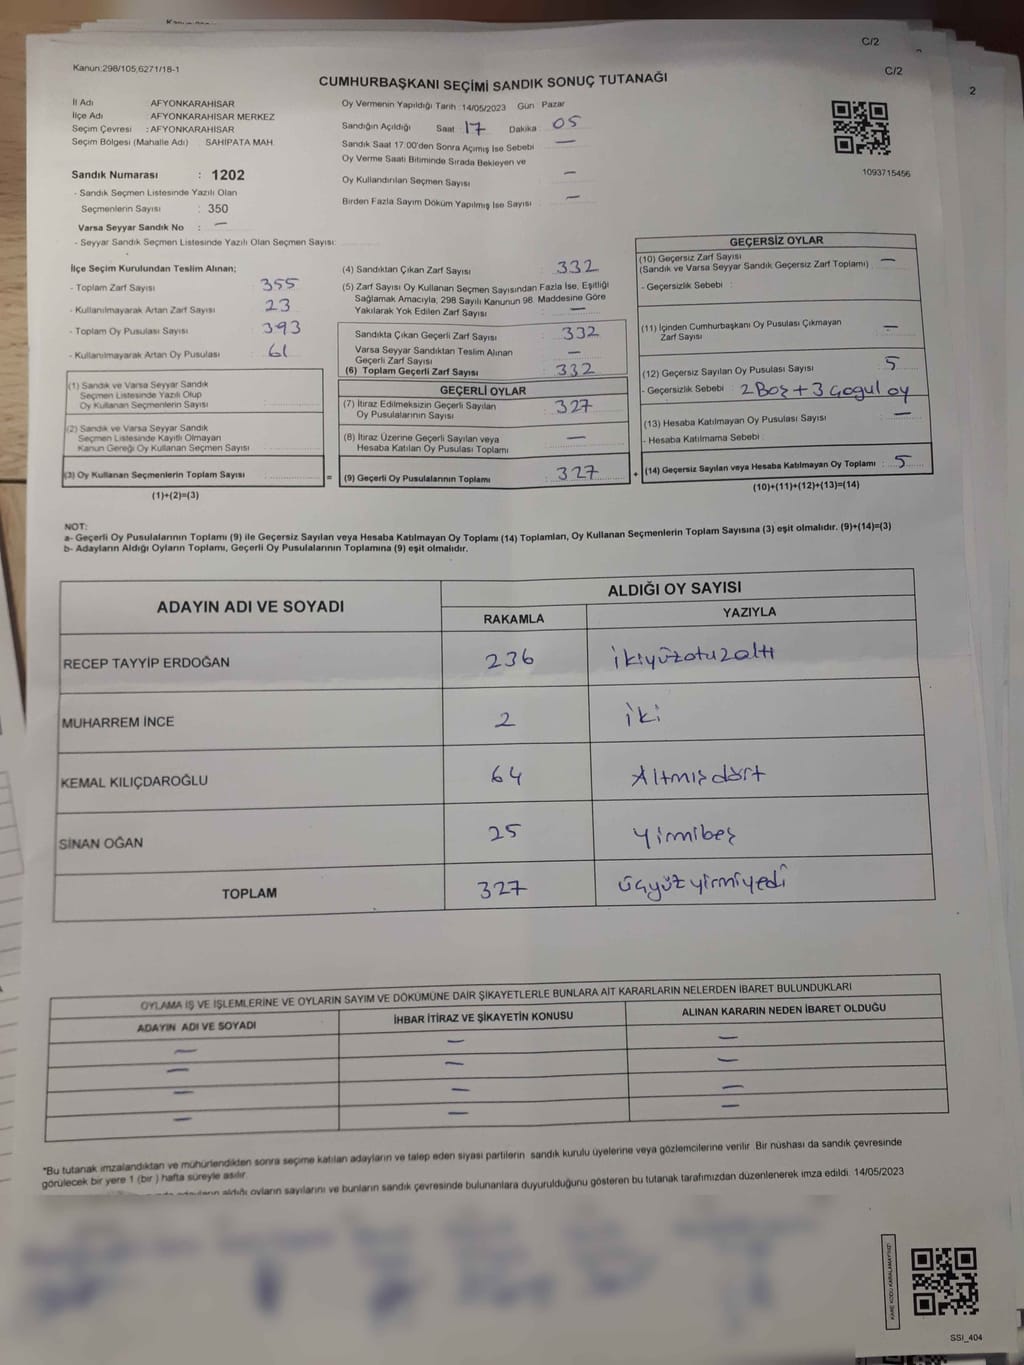 C/2
Kanun:298/105,6271/18-1
C/2
2
CUMHURBAŞKANI SEÇİMİ SANDIK SONUÇ TUTANAĞI
İl Adı AFYONKARAHİSAR
İlçe Adı AFYONKARAHİSAR MERKEZ
Seçim Çevresi : AFYONKARAHİSAR
Seçim Bölgesi (Mahalle Adı) SAHİPATA MAH.
Oy Vermenin Yapıldığı Tarih : 14/05/2023 Gün Pazar
Sandığın Açıldığı Saat 17 Dakika 05
Sandık Saat 17:00'den Sonra Açımış İse Sebebi —
Oy Verme Saati Bitiminde Sırada Bekleyen ve
Oy Kullandırılan Seçmen Sayısı —
Birden Fazla Sayım Döküm Yapılmış İse Sayısı —
1093715456
Sandık Numarası : 1202
- Sandık Seçmen Listesinde Yazılı Olan
Seçmenlerin Sayısı : 350
Varsa Seyyar Sandık No : —
- Seyyar Sandık Seçmen Listesinde Yazılı Olan Seçmen Sayısı:
İlçe Seçim Kurulundan Teslim Alınan;
- Toplam Zarf Sayısı 355
- Kullanılmayarak Artan Zarf Sayısı 23
- Toplam Oy Pusulası Sayısı 393
- Kullanılmayarak Artan Oy Pusulası 61
(1) Sandık ve Varsa Seyyar Sandık
Seçmen Listesinde Yazılı Olup
Oy Kullanan Seçmenlerin Sayısı :
(2) Sandık ve Varsa Seyyar Sandık
Seçmen Listesinde Kayıtlı Olmayan
Kanun Gereği Oy Kullanan Seçmen Sayısı :
(3) Oy Kullanan Seçmenlerin Toplam Sayısı :
(1)+(2)=(3)
(4) Sandıktan Çıkan Zarf Sayısı : 332
(5) Zarf Sayısı Oy Kullanan Seçmen Sayısından Fazla İse, Eşitliği
Sağlamak Amacıyla, 298 Sayılı Kanunun 98. Maddesine Göre
Yakılarak Yok Edilen Zarf Sayısı : —
Sandıkta Çıkan Geçerli Zarf Sayısı : 332
Varsa Seyyar Sandıktan Teslim Alınan
Geçerli Zarf Sayısı —
(6) Toplam Geçerli Zarf Sayısı : 332
GEÇERLİ OYLAR
(7) İtiraz Edilmeksizin Geçerli Sayılan
Oy Pusulalarının Sayısı : 327
(8) İtiraz Üzerine Geçerli Sayılan veya
Hesaba Katılan Oy Pusulası Toplamı : —
= (9) Geçerli Oy Pusulalarının Toplamı : 327 +
GEÇERSİZ OYLAR
(10) Geçersiz Zarf Sayısı —
(Sandık ve Varsa Seyyar Sandık Geçersiz Zarf Toplamı)
- Geçersizlik Sebebi :
(11) İçinden Cumhurbaşkanı Oy Pusulası Çıkmayan
Zarf Sayısı —
(12) Geçersiz Sayılan Oy Pusulası Sayısı : 5
- Geçersizlik Sebebi : 2 Boş + 3 Çoğul oy
(13) Hesaba Katılmayan Oy Pusulası Sayısı : —
- Hesaba Katılmama Sebebi :
(14) Geçersiz Sayılan veya Hesaba Katılmayan Oy Toplamı : 5
(10)+(11)+(12)+(13)=(14)
NOT:
a- Geçerli Oy Pusulalarının Toplamı (9) ile Geçersiz Sayılan veya Hesaba Katılmayan Oy Toplamı (14) Toplamları, Oy Kullanan Seçmenlerin Toplam Sayısına (3) eşit olmalıdır. (9)+(14)=(3)
b- Adayların Aldığı Oyların Toplamı, Geçerli Oy Pusulalarının Toplamına (9) eşit olmalıdır.
ADAYIN ADI VE SOYADI
ALDIĞI OY SAYISI
RAKAMLA YAZIYLA
RECEP TAYYİP ERDOĞAN 236 ikiyüzotuzaltı
MUHARREM İNCE 2 iki
KEMAL KILIÇDAROĞLU 64 Altmışdört
SİNAN OĞAN 25 yirmibeş
TOPLAM 327 üçyüzyirmiyedi
OYLAMA İŞ VE İŞLEMLERİNE VE OYLARIN SAYIM VE DÖKÜMÜNE DAİR ŞİKAYETLERLE BUNLARA AİT KARARLARIN NELERDEN İBARET BULUNDUKLARI
ADAYIN ADI VE SOYADI İHBAR İTİRAZ VE ŞİKAYETİN KONUSU ALINAN KARARIN NEDEN İBARET OLDUĞU
— — —
— — —
— — —
— — —
*Bu tutanak imzalandıktan ve mühürlendikten sonra seçime katılan adayların ve talep eden siyasi partilerin sandık kurulu üyelerine veya gözlemcilerine verilir. Bir nüshası da sandık çevresinde
görülecek bir yere 1 (bir ) hafta süreyle asılır.
aldığı oyların sayılarını ve bunların sandık çevresinde bulunanlara duyurulduğunu gösteren bu tutanak tarafımızdan düzenlenerek imza edildi. 14/05/2023
KARE KODU KARALAMAYINIZ!
SSI_404